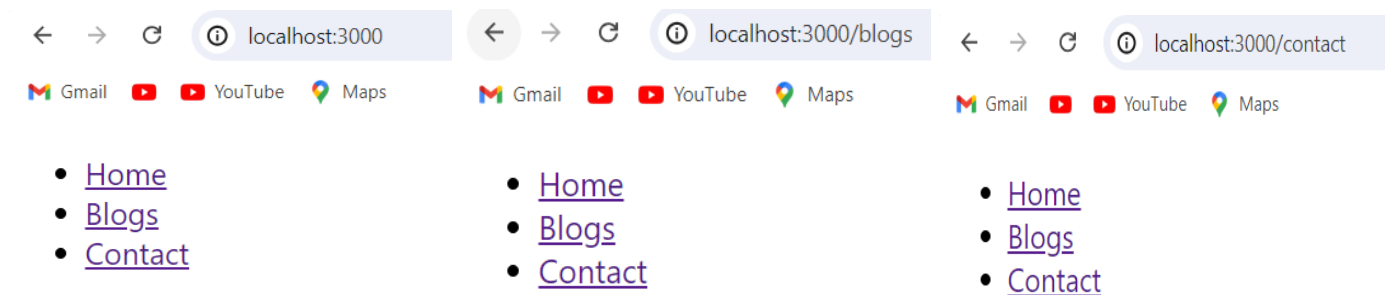 localhost:3000
Gmail YouTube Maps
Home
Blogs
Contact
localhost:3000/blogs
Gmail YouTube Maps
Home
Blogs
Contact
localhost:3000/contact
Gmail YouTube Maps
Home
Blogs
Contact